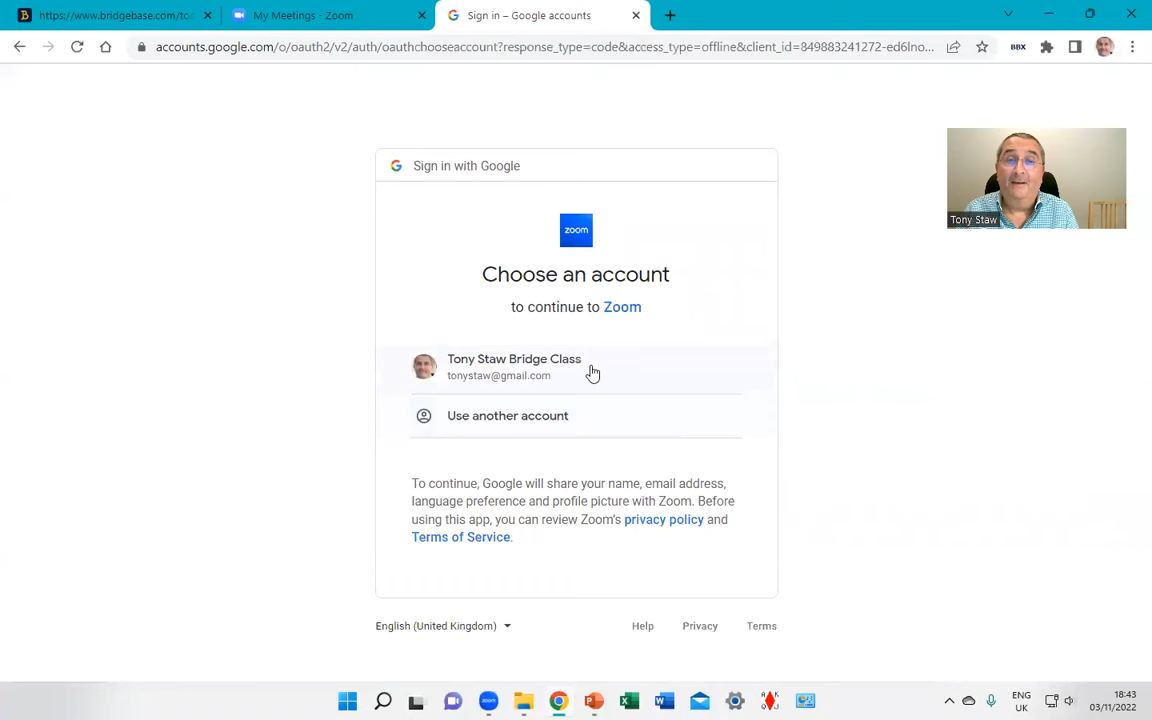 https://www.bridgebase.com/too
My Meetings - Zoom
Sign in – Google accounts
accounts.google.com/o/oauth2/v2/auth/oauthchooseaccount?response_type=code&access_type=offline&client_id=849883241272-ed6lno...
BBX
Sign in with Google
zoom
Choose an account
to continue to Zoom
Tony Staw Bridge Class
tonystaw@gmail.com
Use another account
To continue, Google will share your name, email address,
language preference and profile picture with Zoom. Before
using this app, you can review Zoom's privacy policy and
Terms of Service.
English (United Kingdom)
Help
Privacy
Terms
Tony Staw
zoom
ENG
UK
18:43
03/11/2022